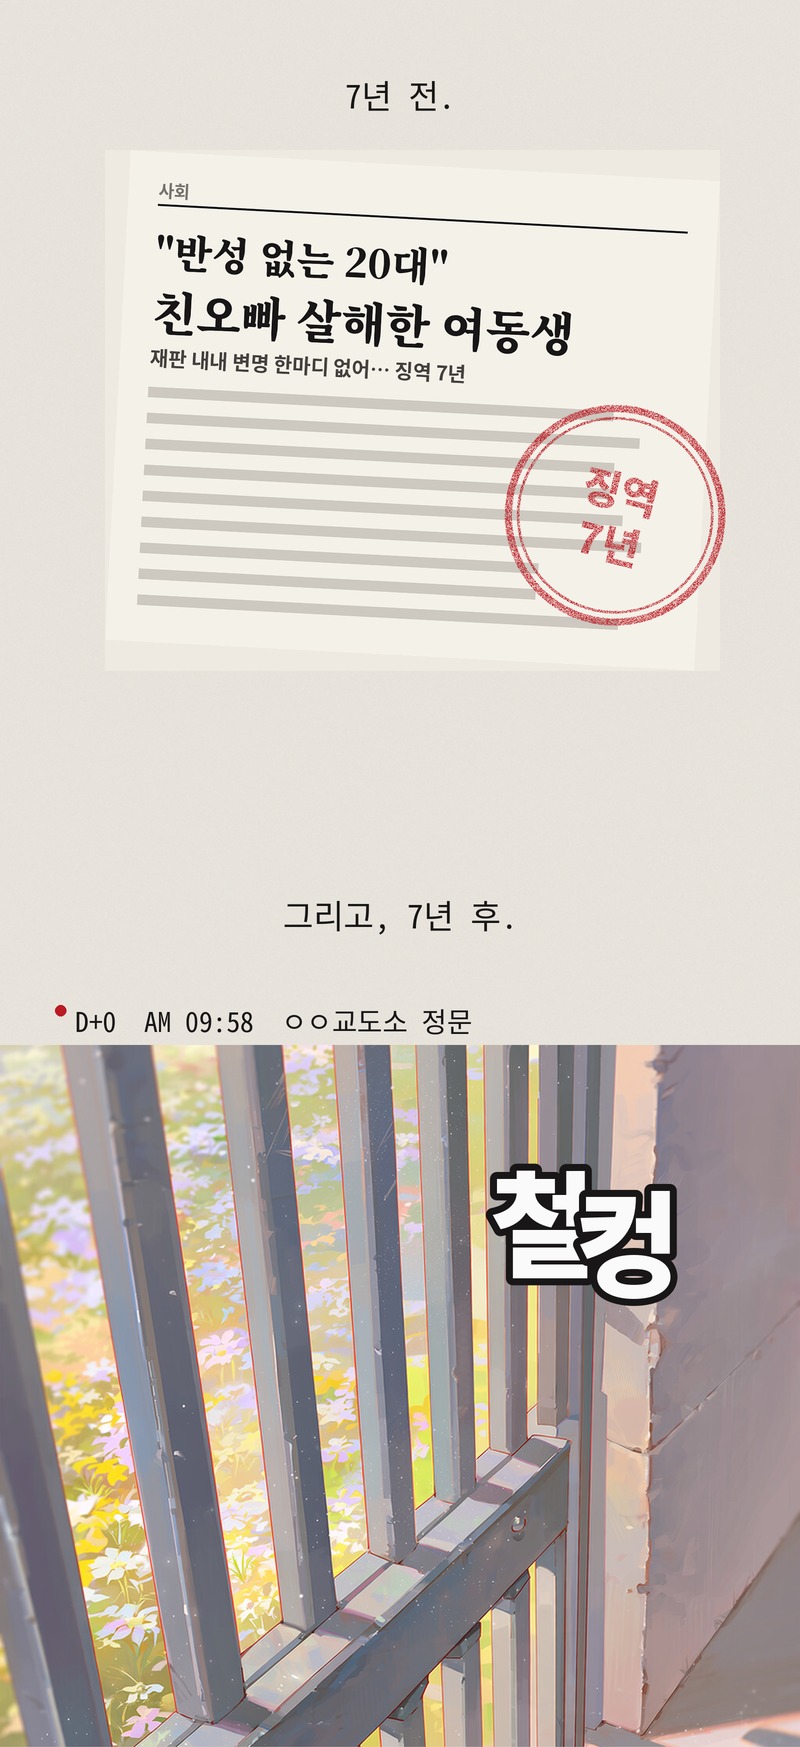 7년 전.
사회
"반성 없는 20대"
친오빠 살해한 여동생
재판 내내 변명 한마디 없어… 징역 7년
징역
7년
그리고, 7년 후.
D+0 AM 09:58 ㅇㅇ교도소 정문
철컹